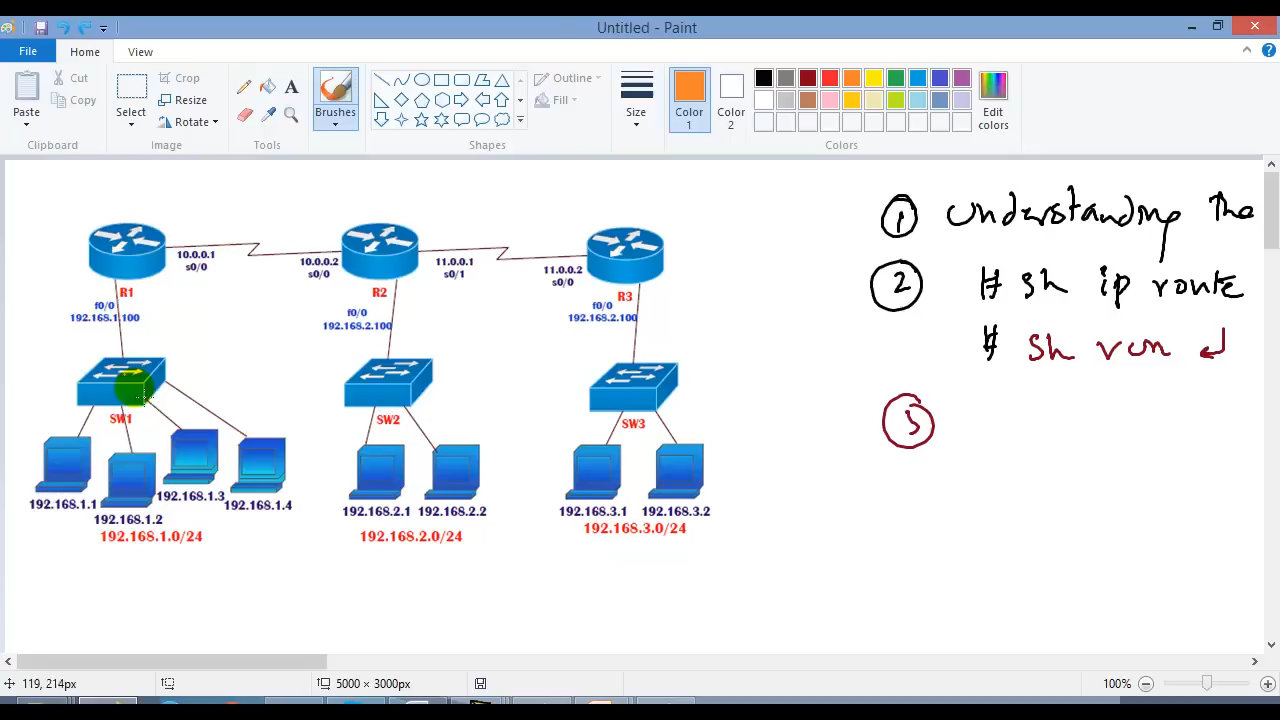 Untitled - Paint
File
Home
View
Paste
Cut
Copy
Clipboard
Select
Crop
Resize
Rotate
Image
Tools
A
Brushes
Shapes
Outline
Fill
Size
Color 1
Color 2
Edit colors
Colors
10.0.0.1
s0/0
10.0.0.2
s0/0
11.0.0.1
s0/1
11.0.0.2
s0/0
R1
R2
R3
f0/0
192.168.1.100
f0/0
192.168.2.100
f0/0
192.168.2.100
SW1
SW2
SW3
192.168.1.1
192.168.1.2
192.168.1.3
192.168.1.4
192.168.2.1
192.168.2.2
192.168.3.1
192.168.3.2
192.168.1.0/24
192.168.2.0/24
192.168.3.0/24
1 understanding the
2 # sh ip route
# sh run ↵
119, 214px
5000 × 3000px
100%